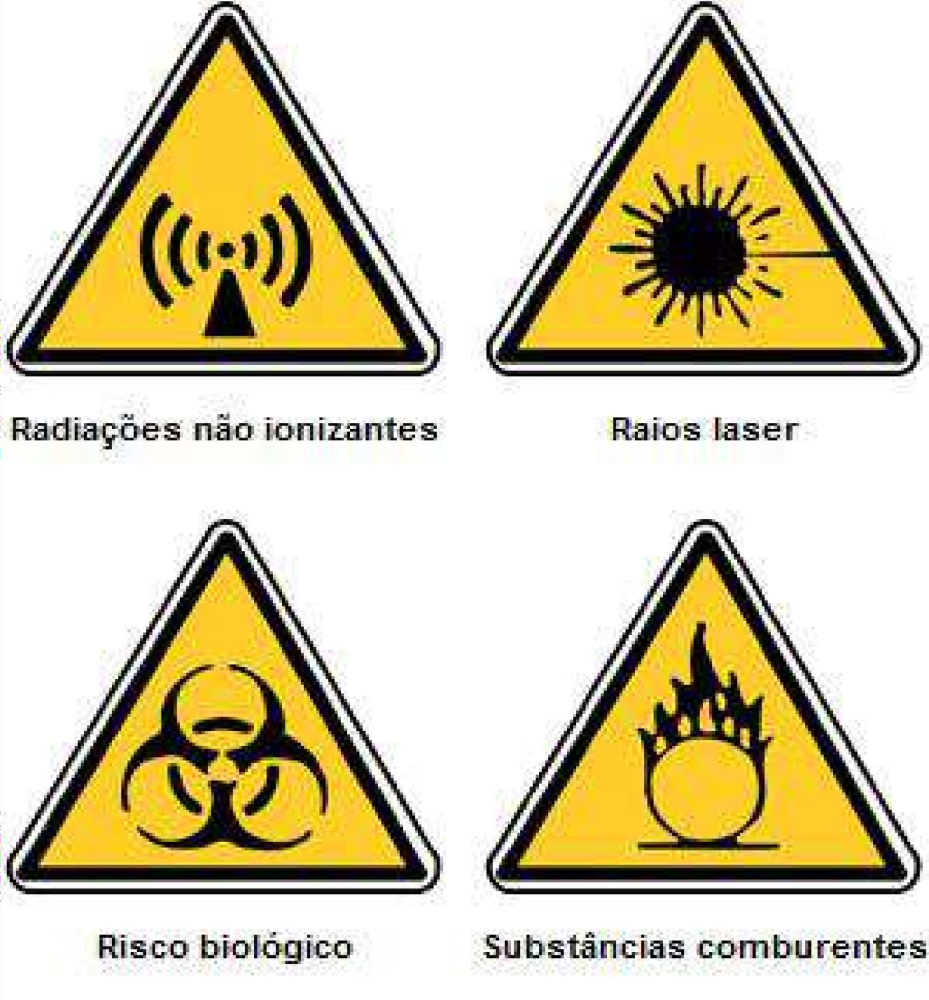 Radiações não ionizantes
Raios laser
Risco biológico
Substâncias comburentes